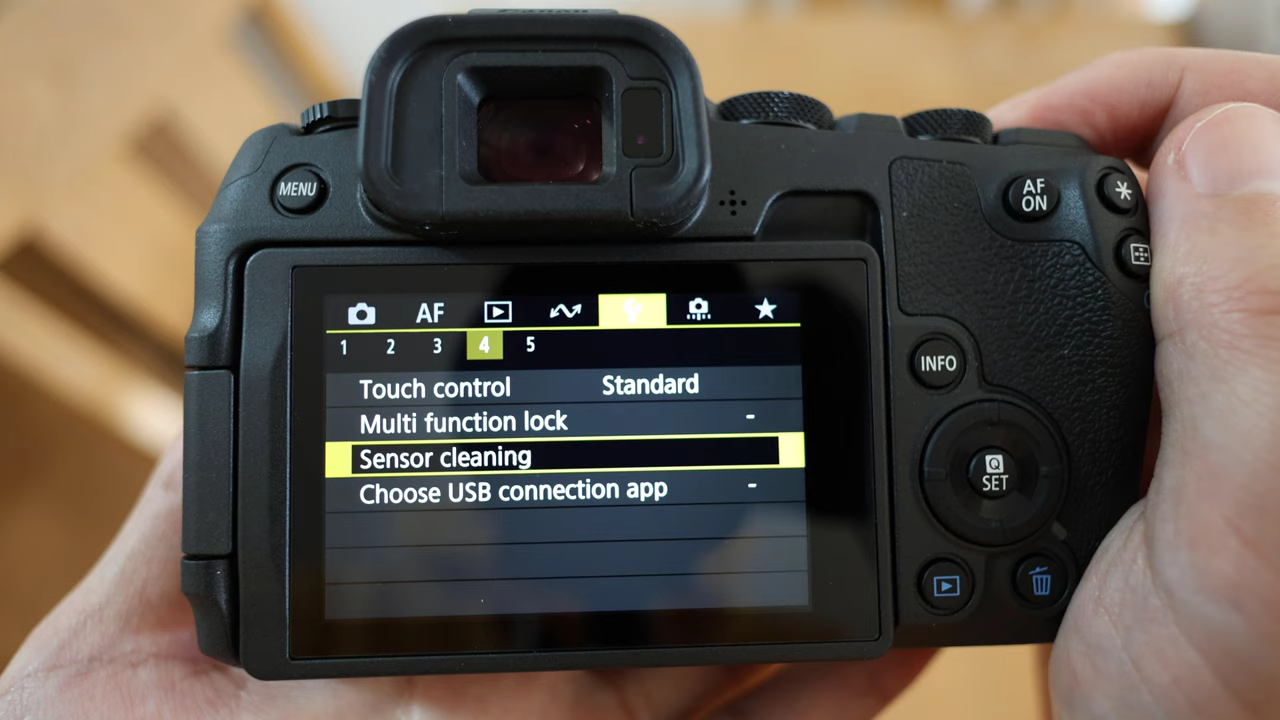 MENU
AF
ON
AF
1 2 3 4 5
Touch control Standard
Multi function lock -
Sensor cleaning
Choose USB connection app -
INFO
Q
SET